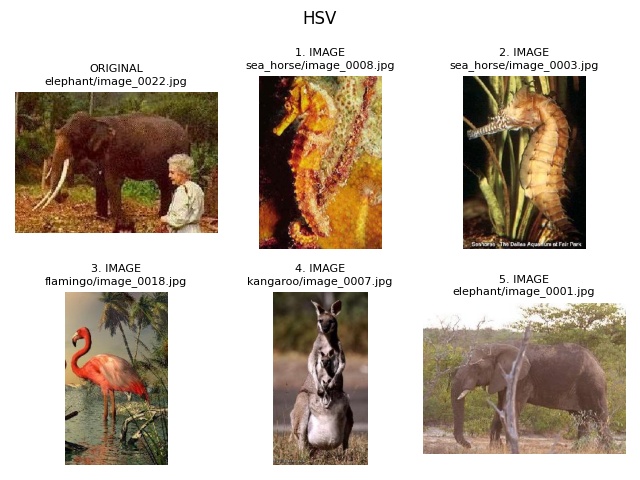 HSV
ORIGINAL
elephant/image_0022.jpg
1. IMAGE
sea_horse/image_0008.jpg
2. IMAGE
sea_horse/image_0003.jpg
Seahorse - The Dallas Aquarium at Fair Park
3. IMAGE
flamingo/image_0018.jpg
4. IMAGE
kangaroo/image_0007.jpg
5. IMAGE
elephant/image_0001.jpg